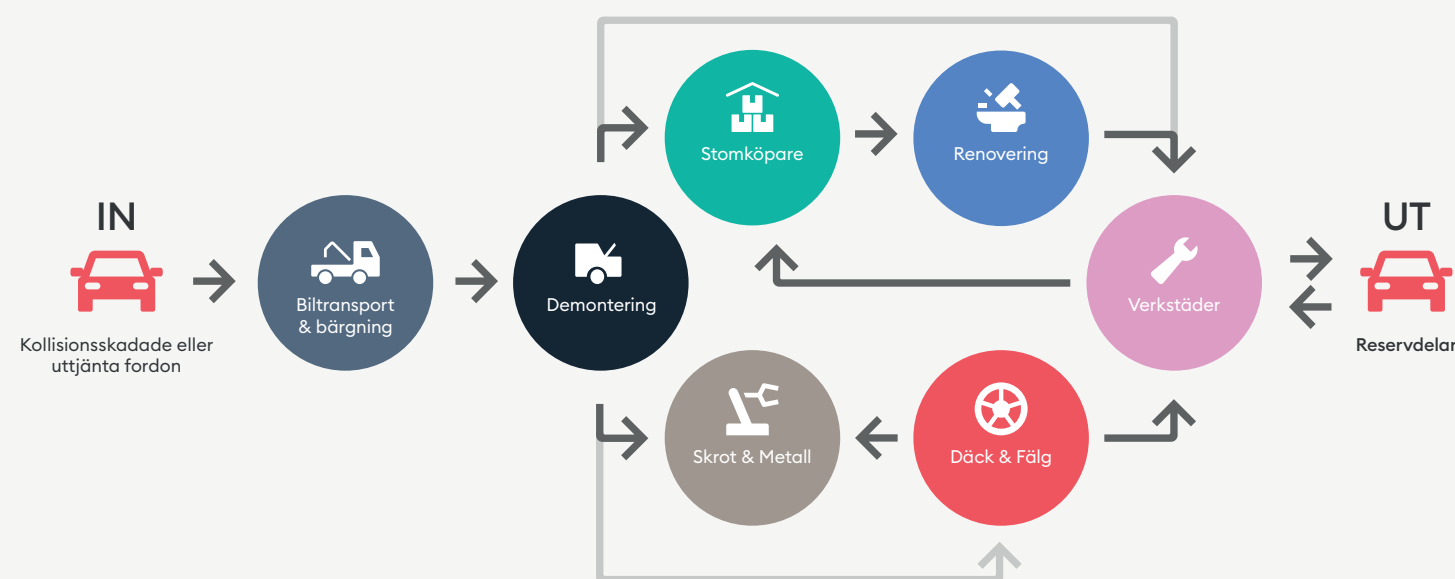 Stomköpare
Renovering
IN
UT
Biltransport
& bärgning
Demontering
Verkstäder
Kollisionsskadade eller
uttjänta fordon
Reservdelar
Skrot & Metall
Däck & Fälg